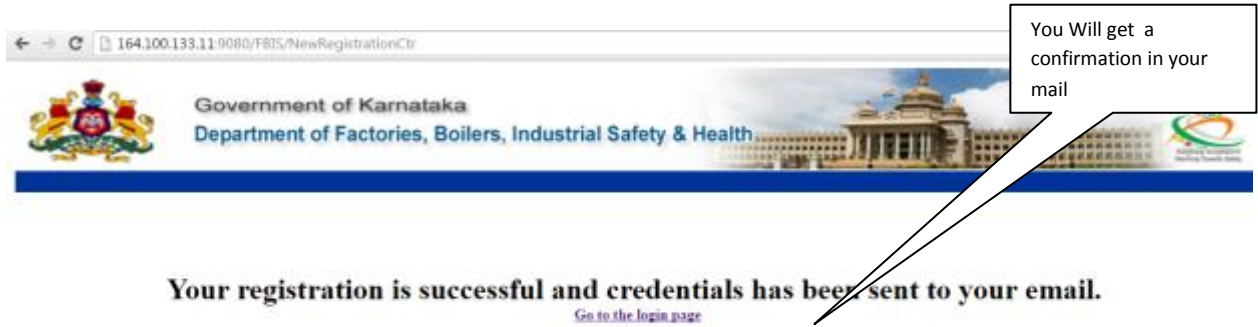 You Will get a
confirmation in your
mail
164.100.133.11:9080/FBIS/NewRegistrationCtr
Government of Karnataka
Department of Factories, Boilers, Industrial Safety & Health
Your registration is successful and credentials has been sent to your email.
Go to the login page